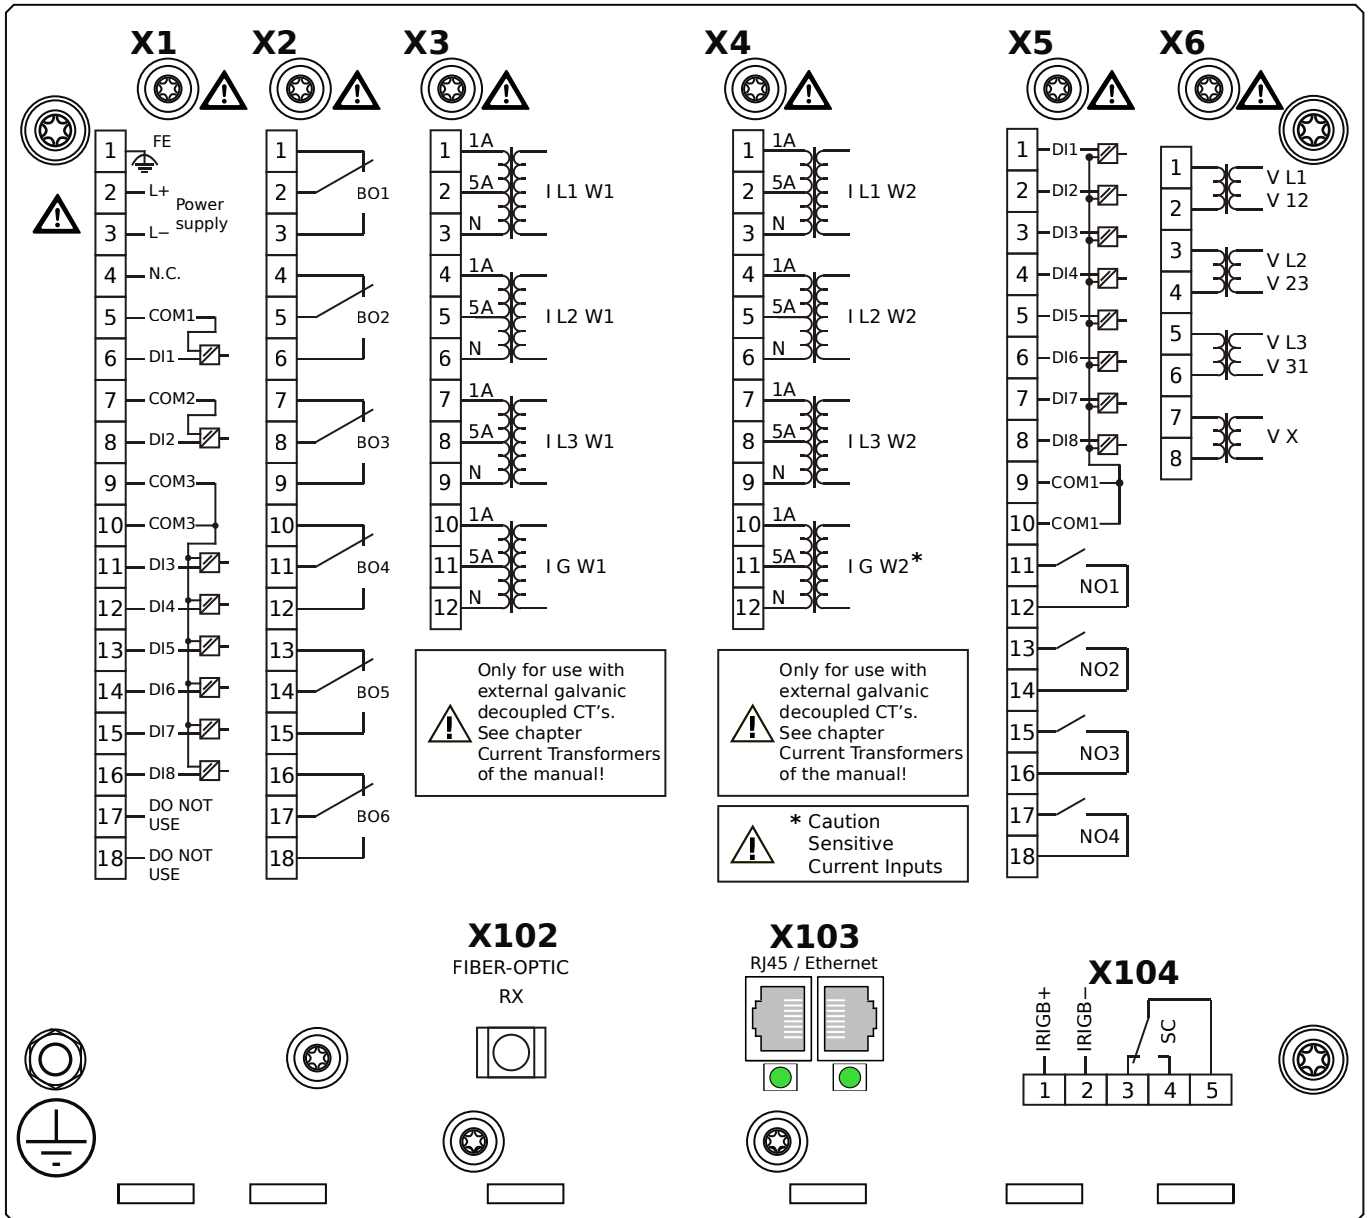 X1
X2
X3
X4
X5
X6
1
FE
2
L+
Power
supply
3
L−
4
N.C.
5
COM1
6
DI1
7
COM2
8
DI2
9
COM3
10
COM3
11
DI3
12
DI4
13
DI5
14
DI6
15
DI7
16
DI8
17
DO NOT
USE
18
DO NOT
USE
1
2
BO1
3
4
5
BO2
6
7
8
BO3
9
10
11
BO4
12
13
14
BO5
15
16
17
BO6
18
1
1A
2
5A
I L1 W1
3
N
4
1A
5
5A
I L2 W1
6
N
7
1A
8
5A
I L3 W1
9
N
10
1A
11
5A
I G W1
12
N
Only for use with
external galvanic
decoupled CT's.
See chapter
Current Transformers
of the manual!
1
1A
2
5A
I L1 W2
3
N
4
1A
5
5A
I L2 W2
6
N
7
1A
8
5A
I L3 W2
9
N
10
1A
11
5A
I G W2*
12
N
Only for use with
external galvanic
decoupled CT's.
See chapter
Current Transformers
of the manual!
* Caution
Sensitive
Current Inputs
1
DI1
2
DI2
3
DI3
4
DI4
5
DI5
6
DI6
7
DI7
8
DI8
9
COM1
10
COM1
11
NO1
12
13
NO2
14
15
NO3
16
17
NO4
18
1
V L1
V 12
2
3
V L2
V 23
4
5
V L3
V 31
6
7
V X
8
X102
FIBER-OPTIC
RX
X103
RJ45 / Ethernet
X104
IRIGB+
IRIGB−
SC
1 2 3 4 5